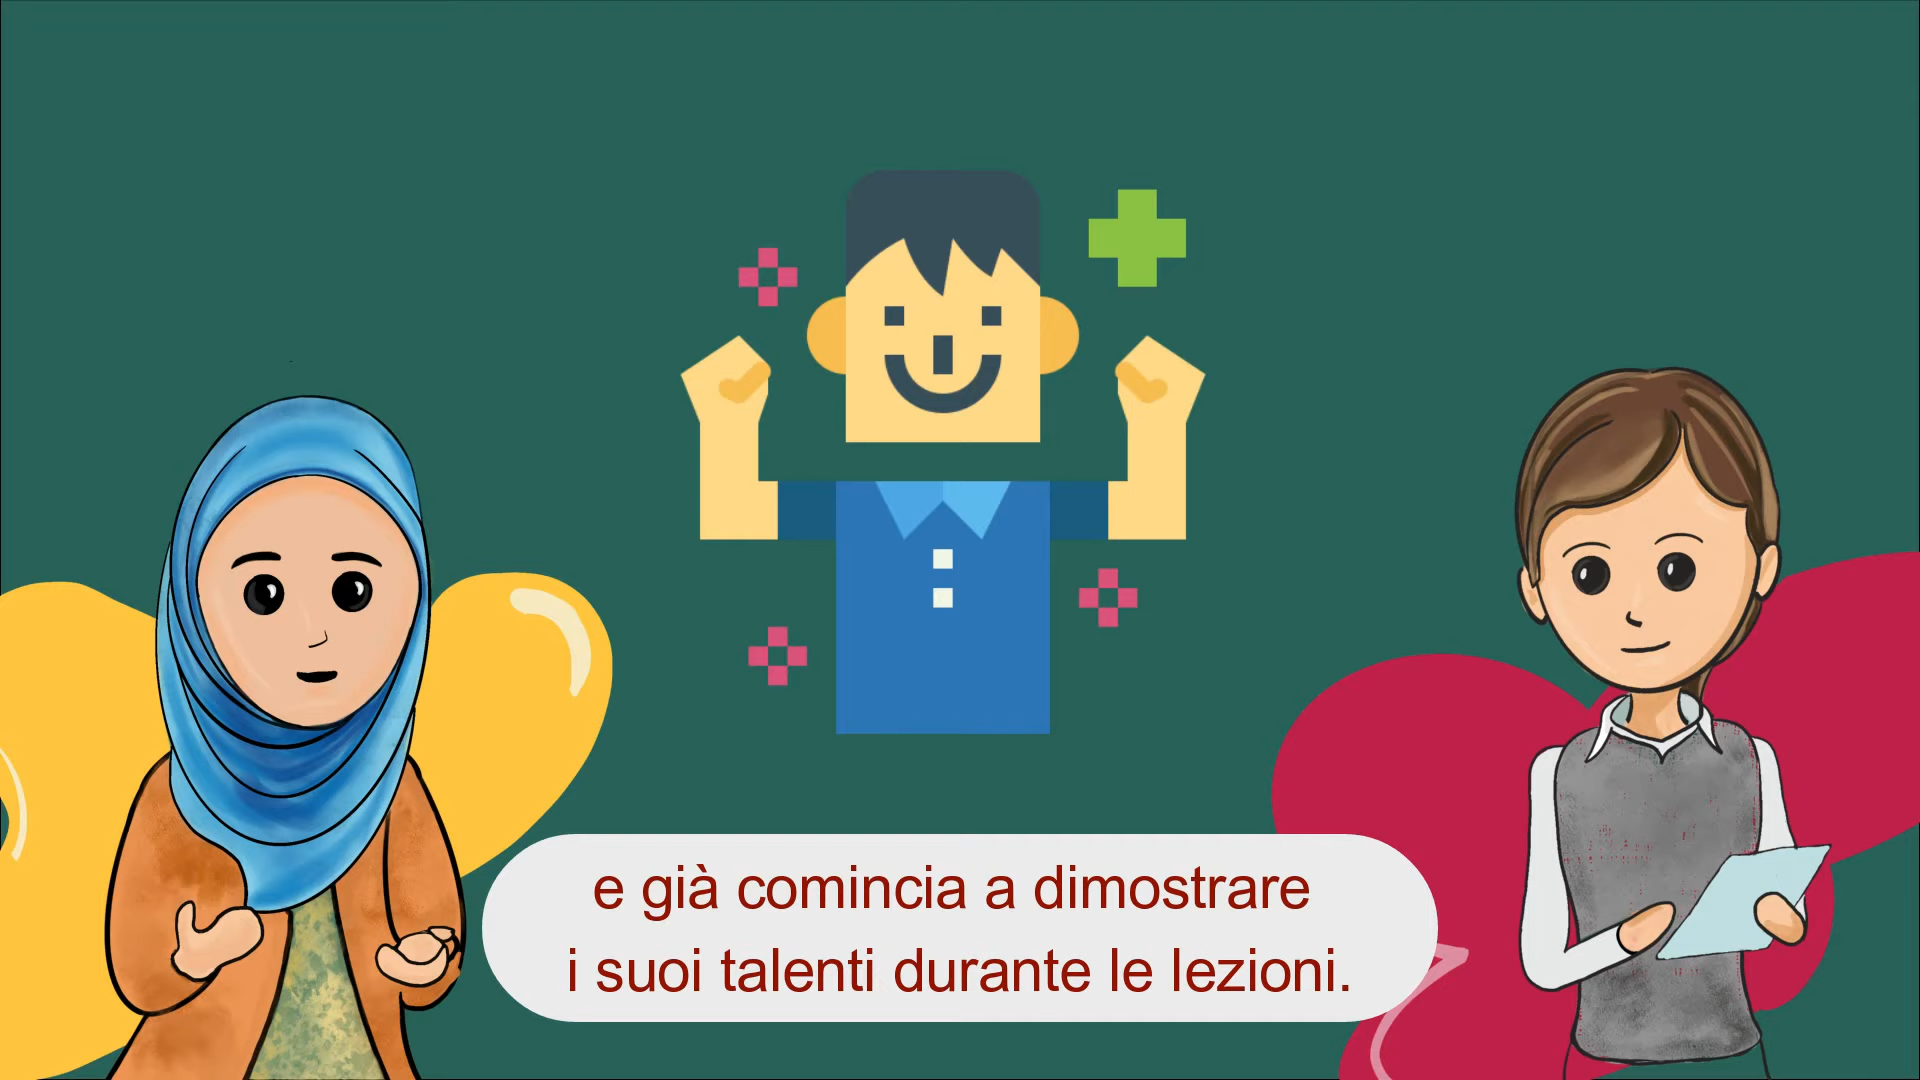 e già comincia a dimostrare
i suoi talenti durante le lezioni.